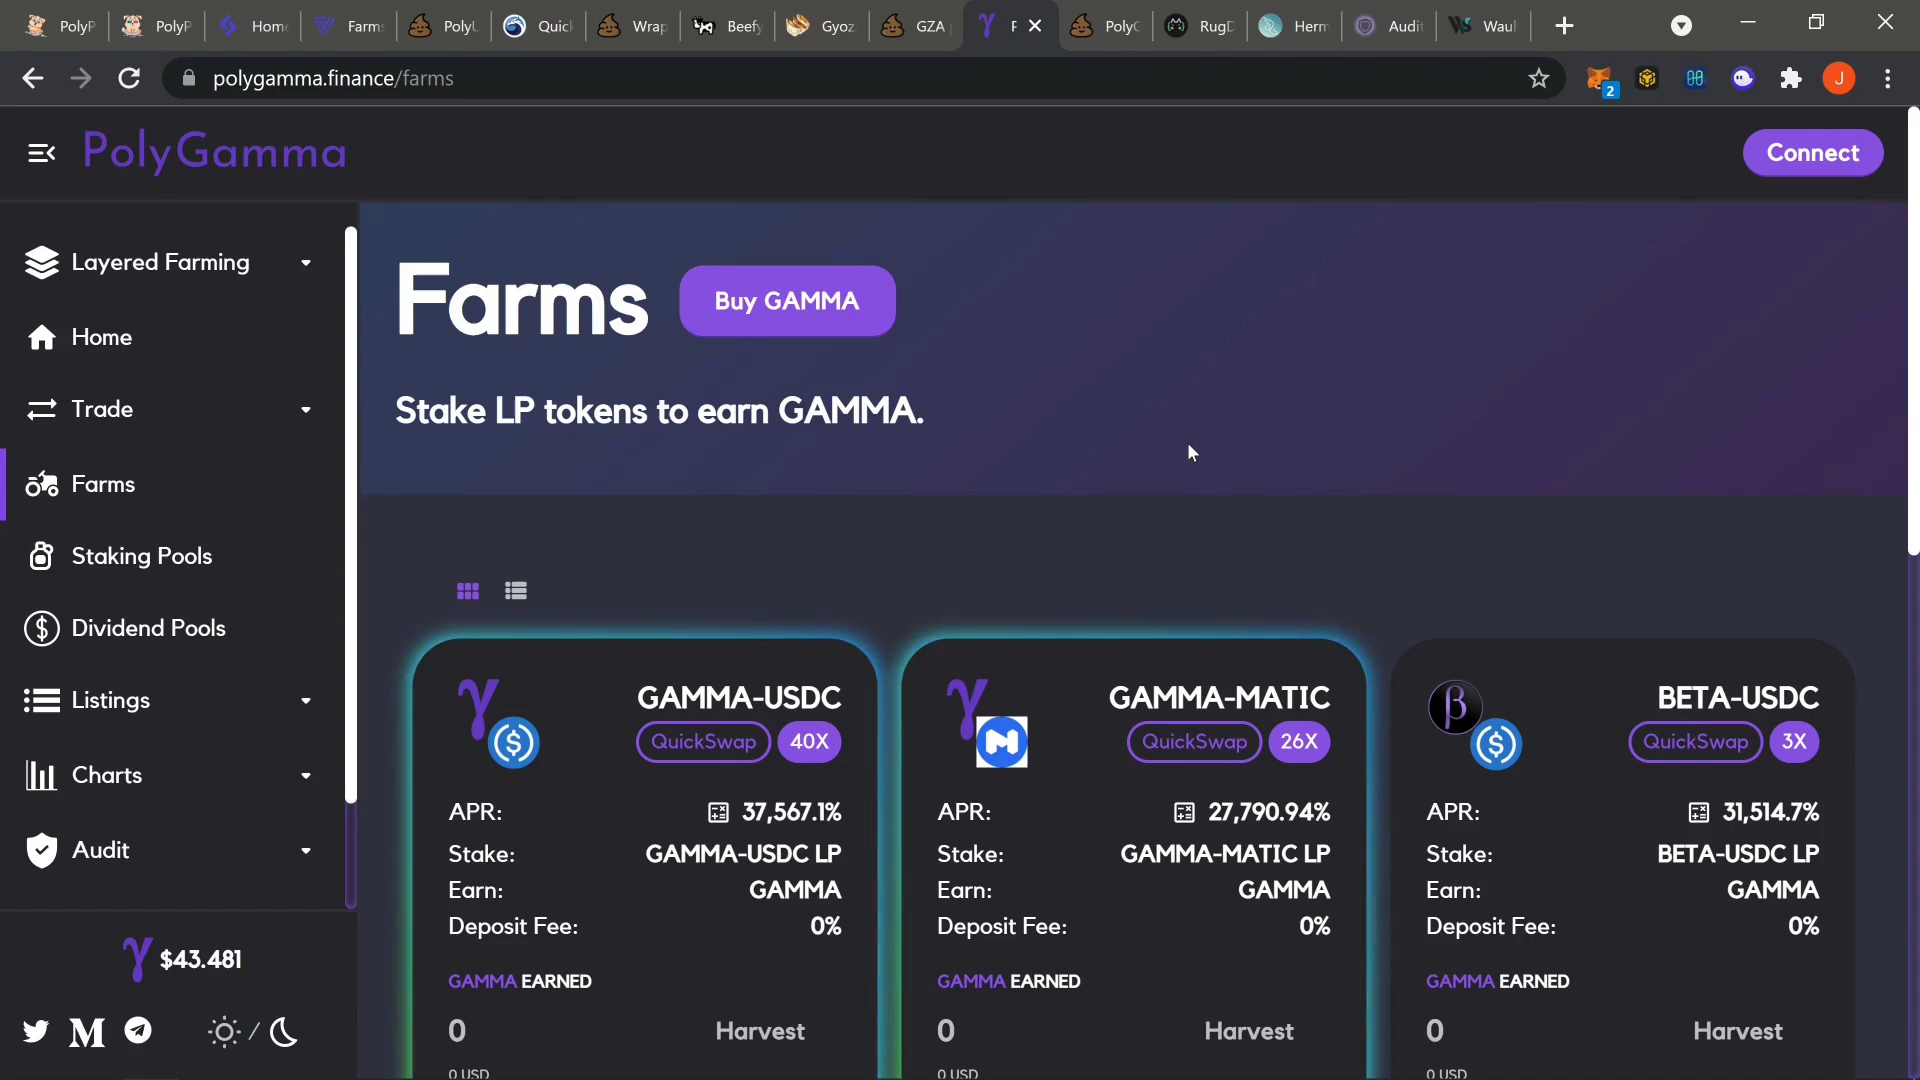 PolyP
PolyP
Home
Farms
PolyU
Quick
Wrap
Beefy
Gyoz
GZA
F
PolyG
RugD
Herm
Audit
Waul
polygamma.finance/farms
2
J
PolyGamma
Connect
Layered Farming
Home
Trade
Farms
Staking Pools
Dividend Pools
Listings
Charts
Audit
γ $43.481
/
Farms
Buy GAMMA
Stake LP tokens to earn GAMMA.
GAMMA-USDC
QuickSwap 40X
APR: 37,567.1%
Stake: GAMMA-USDC LP
Earn: GAMMA
Deposit Fee: 0%
GAMMA EARNED
0 Harvest
0 USD
GAMMA-MATIC
QuickSwap 26X
APR: 27,790.94%
Stake: GAMMA-MATIC LP
Earn: GAMMA
Deposit Fee: 0%
GAMMA EARNED
0 Harvest
0 USD
BETA-USDC
QuickSwap 3X
APR: 31,514.7%
Stake: BETA-USDC LP
Earn: GAMMA
Deposit Fee: 0%
GAMMA EARNED
0 Harvest
0 USD